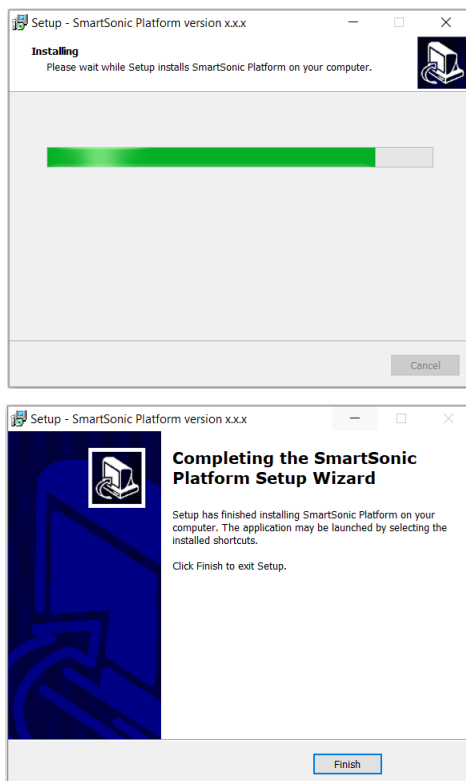 Setup - SmartSonic Platform version x.x.x
Installing
Please wait while Setup installs SmartSonic Platform on your computer.
Cancel
Setup - SmartSonic Platform version x.x.x
Completing the SmartSonic
Platform Setup Wizard
Setup has finished installing SmartSonic Platform on your
computer. The application may be launched by selecting the
installed shortcuts.
Click Finish to exit Setup.
Finish